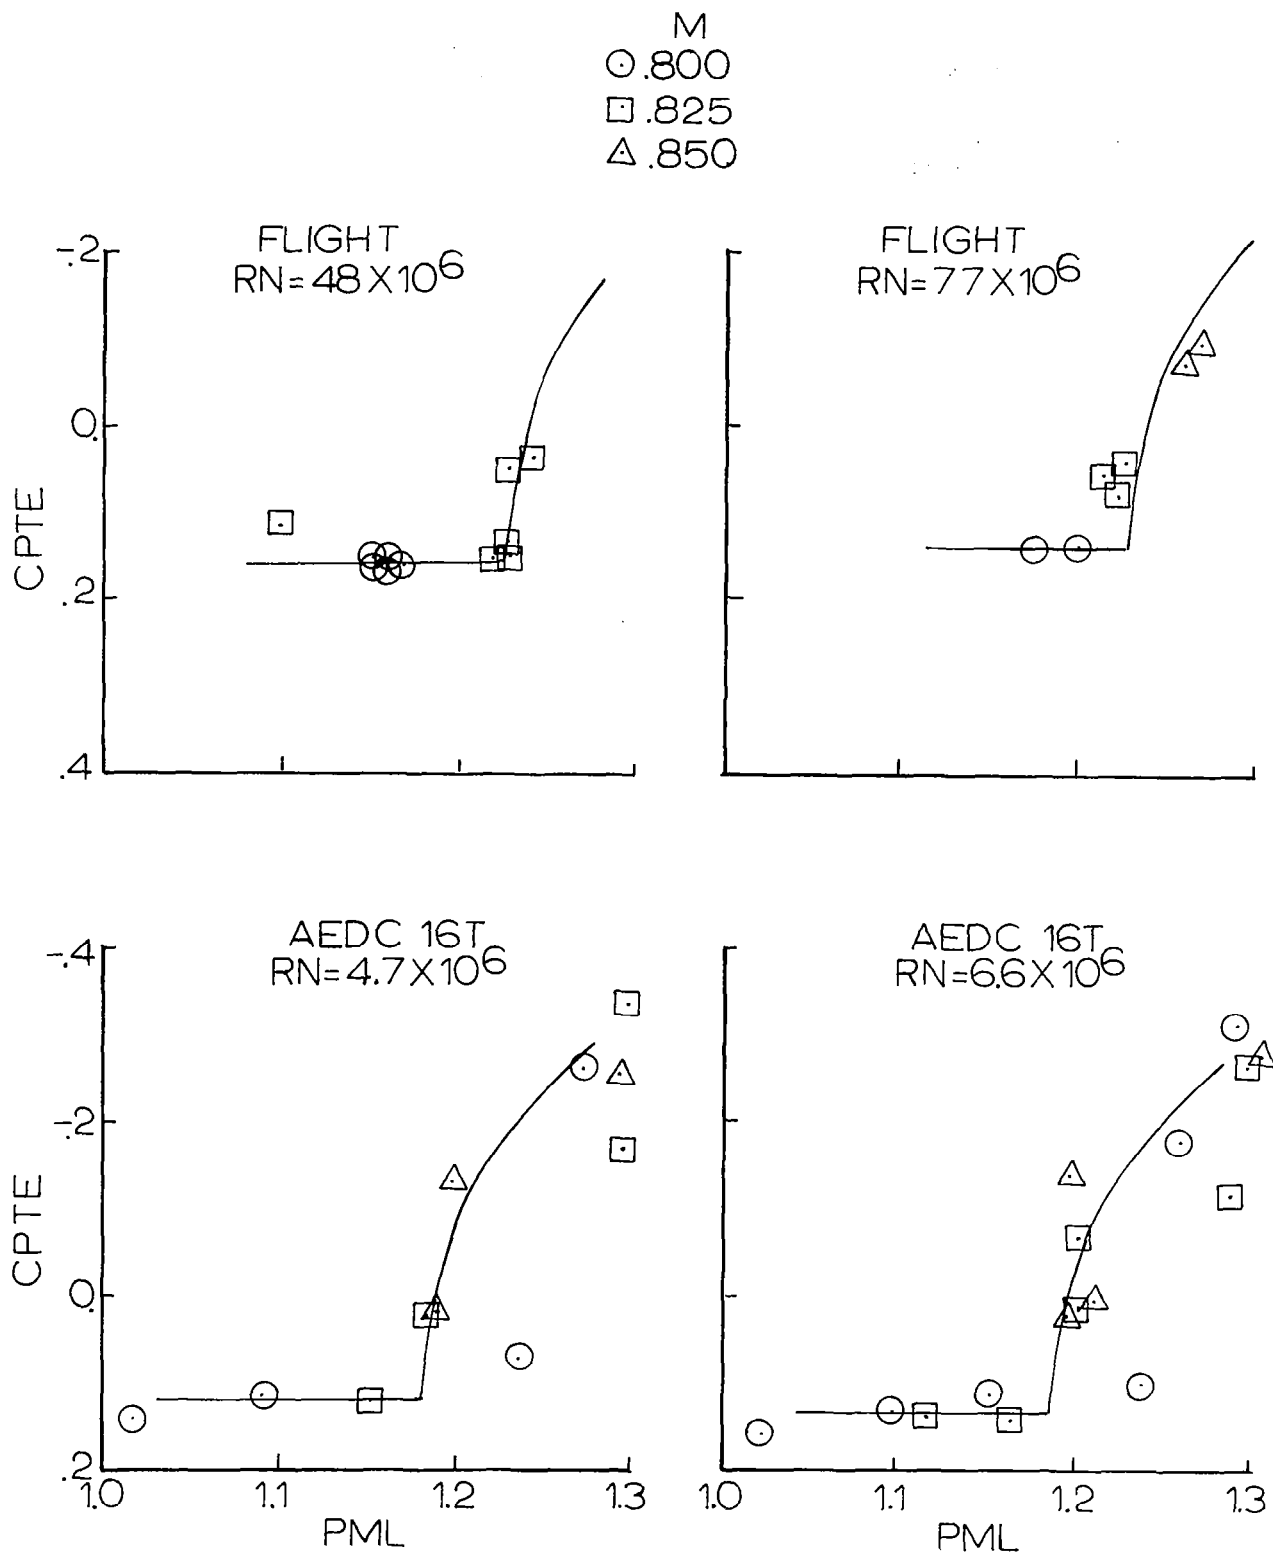 M
⊙ .800
⊡ .825
△ .850
FLIGHT
RN=48X10⁶
FLIGHT
RN=77X10⁶
-.2
0.
.2
.4
CPTE
AEDC 16T
RN=4.7X10⁶
AEDC 16T
RN=6.6X10⁶
-.4
-.2
0.
.2
CPTE
1.0 1.1 1.2 1.3
PML
1.0 1.1 1.2 1.3
PML